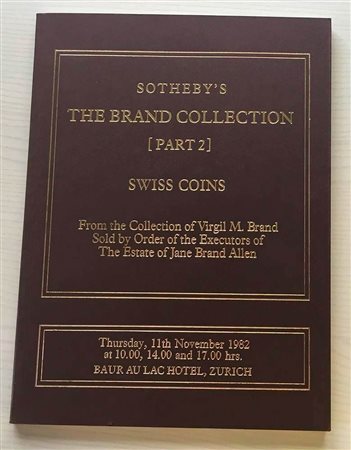 SOTHEBY'S
THE BRAND COLLECTION
[PART 2]
SWISS COINS
From the Collection of Virgil M. Brand
Sold by Order of the Executors of
The Estate of Jane Brand Allen
Thursday, 11th November 1982
at 10.00, 14.00 and 17.00 hrs.
BAUR AU LAC HOTEL, ZURICH